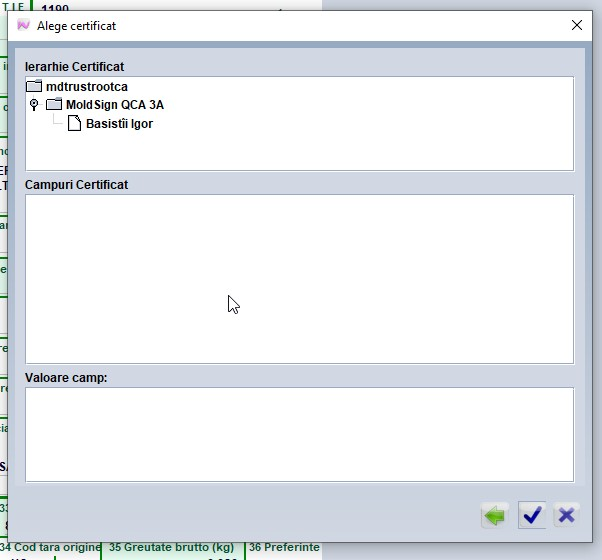 1190
Alege certificat
Ierarhie Certificat
mdtrustrootca
MoldSign QCA 3A
Basistîi Igor
Campuri Certificat
Valoare camp:
34 Cod tara origine
35 Greutate brutto (kg)
36 Preferinte